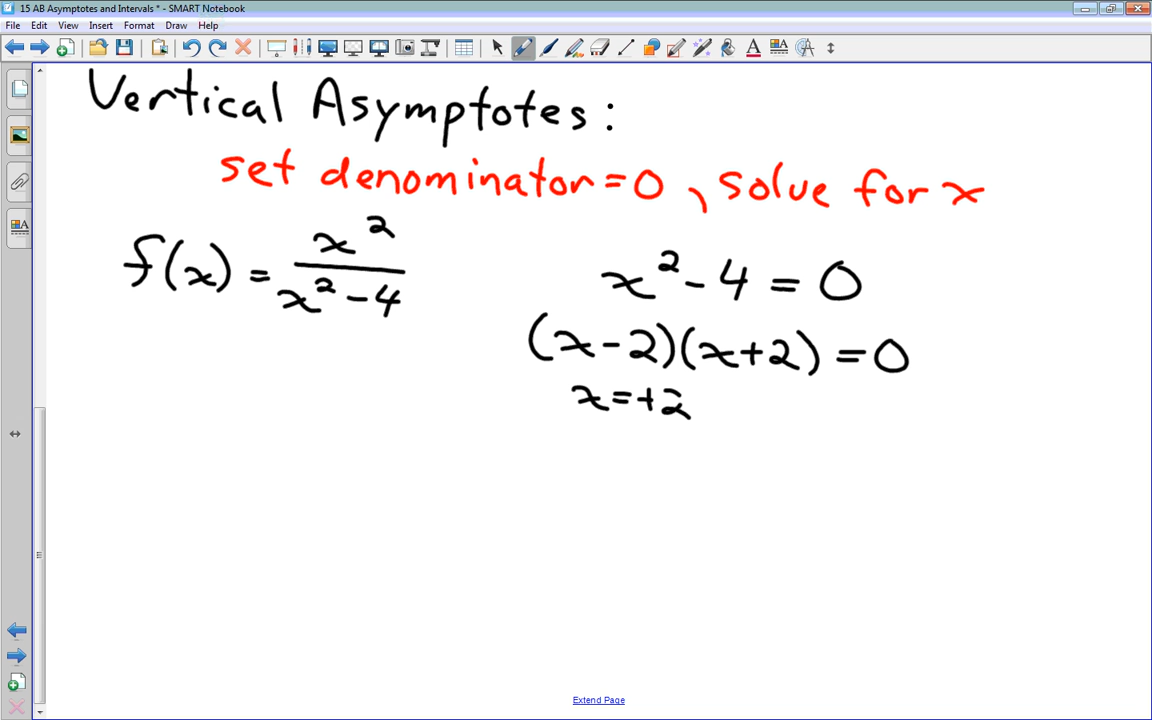 15 AB Asymptotes and Intervals * - SMART Notebook
File Edit View Insert Format Draw Help
Vertical Asymptotes:
set denominator=0, solve for x
f(x) = x²/(x²-4)
x²-4=0
(x-2)(x+2)=0
x=+2
Extend Page